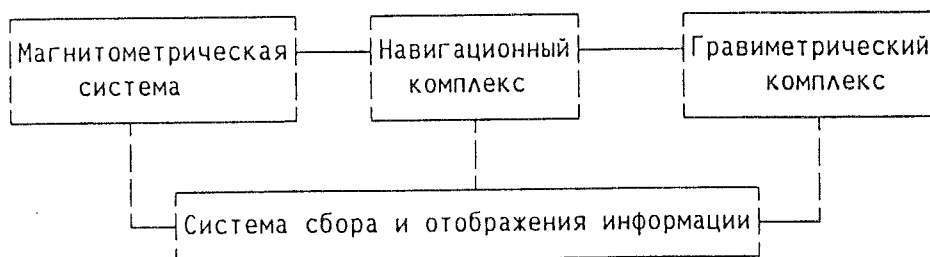 Магнитометрическая система
Навигационный комплекс
Гравиметрический комплекс
Система сбора и отображения информации